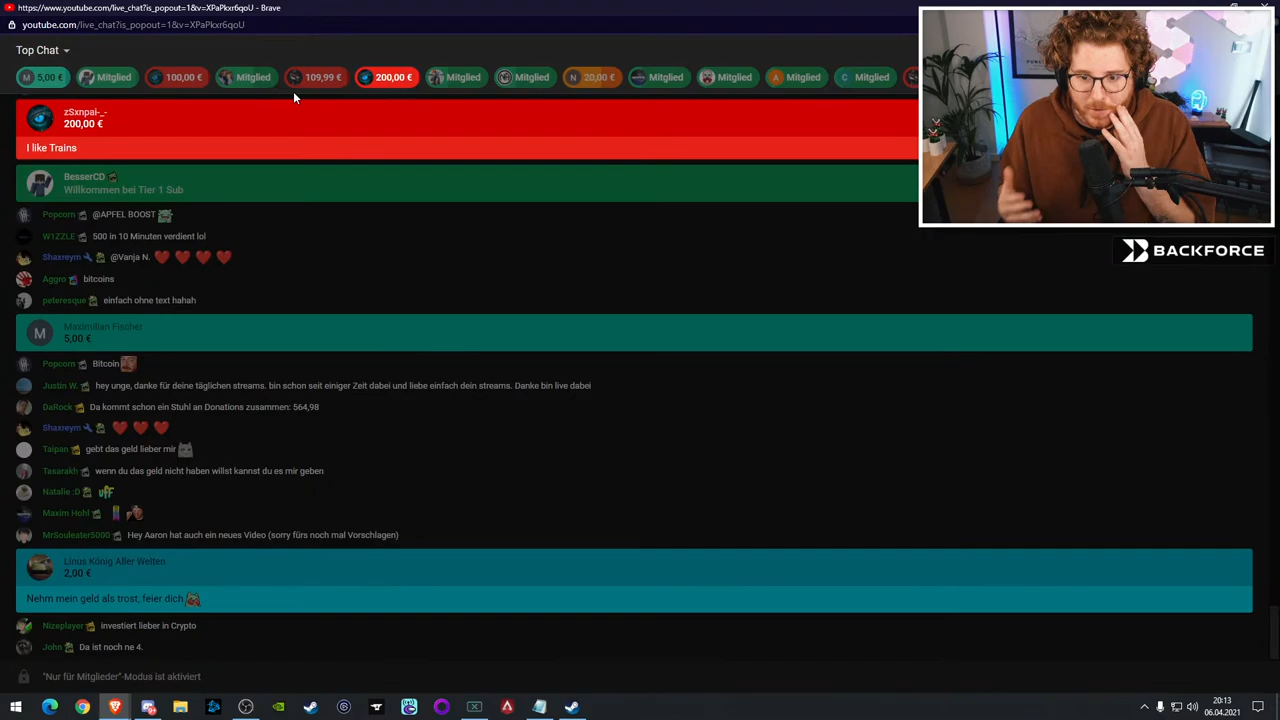 https://www.youtube.com/live_chat?is_popout=1&v=XPaPkxr6qoU - Brave
youtube.com/live_chat?is_popout=1&v=XPaPkxr6qoU
Top Chat
M 5,00 € Mitglied 100,00 € Mitglied 109,99 € 200,00 € Mitglied Mitglied N 20,00 € Mitglied Mitglied A Mitglied C Mitglied
zSxnpai-_-
200,00 €
I like Trains
BesserCD
Willkommen bei Tier 1 Sub
Popcorn @APFEL BOOST
W1ZZLE 500 in 10 Minuten verdient lol
Shaxreym @Vanja N.
Aggro bitcoins
peteresque einfach ohne text hahah
M Maximilian Fischer
5,00 €
Popcorn Bitcoin
Justin W. hey unge, danke für deine täglichen streams. bin schon seit einiger Zeit dabei und liebe einfach dein streams. Danke bin live dabei
DaRock Da kommt schon ein Stuhl an Donations zusammen: 564,98
Shaxreym
Taipan gebt das geld lieber mir
Tasarakh wenn du das geld nicht haben willst kannst du es mir geben
Natalie :D uff
Maxim Hohl
MrSouleater5000 Hey Aaron hat auch ein neues Video (sorry fürs noch mal Vorschlagen)
Linus König Aller Welten
2,00 €
Nehm mein geld als trost, feier dich
Nizeplayer investiert lieber in Crypto
John Da ist noch ne 4.
"Nur für Mitglieder"-Modus ist aktiviert
BACKFORCE
20:13
06.04.2021